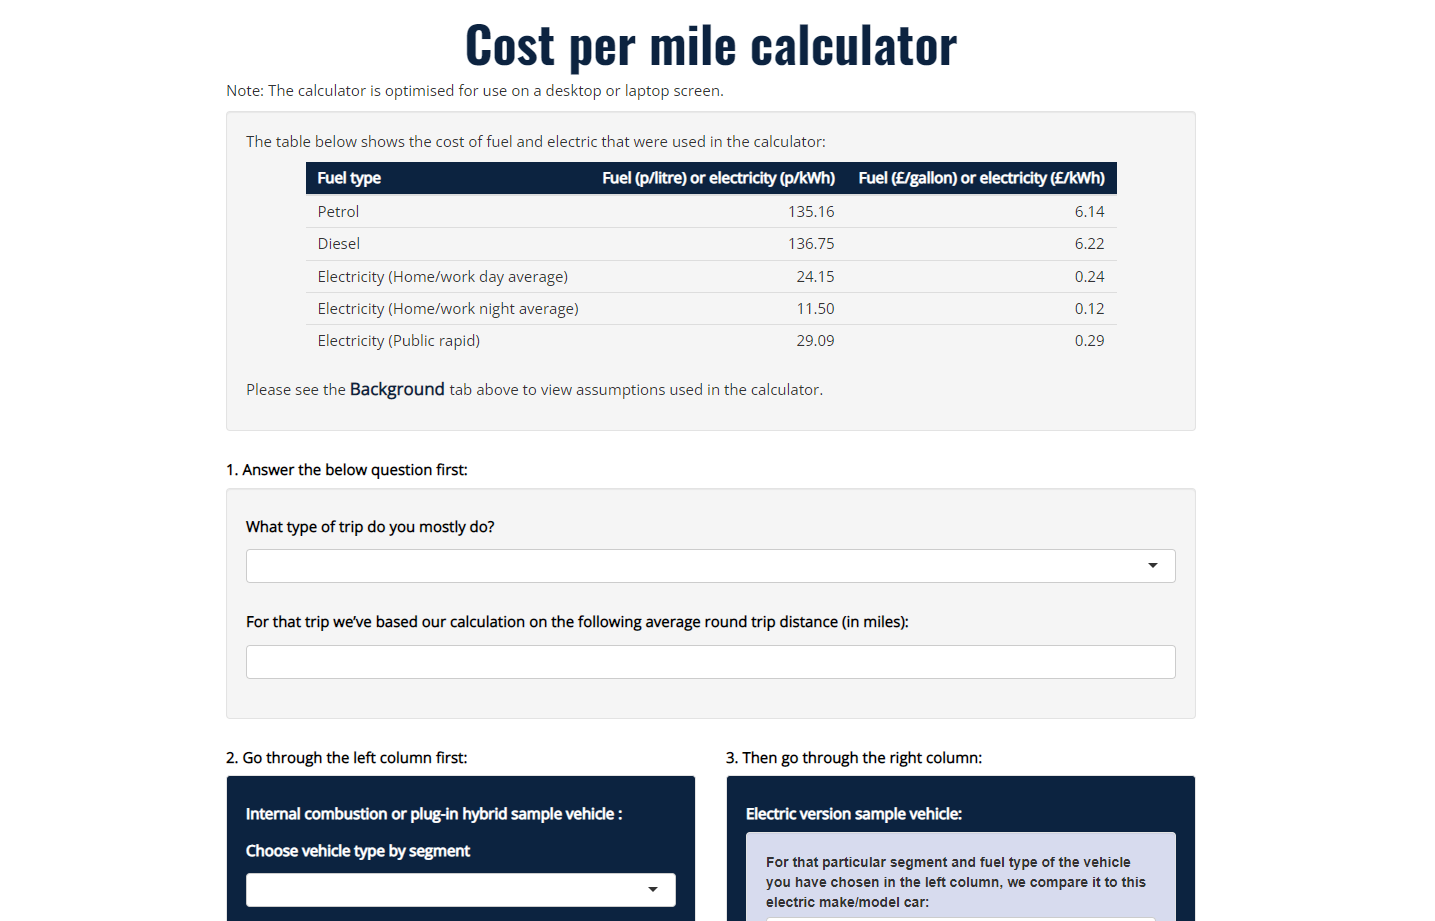 Cost per mile calculator
Note: The calculator is optimised for use on a desktop or laptop screen.
The table below shows the cost of fuel and electric that were used in the calculator:
Fuel type Fuel (p/litre) or electricity (p/kWh) Fuel (£/gallon) or electricity (£/kWh)
Petrol 135.16 6.14
Diesel 136.75 6.22
Electricity (Home/work day average) 24.15 0.24
Electricity (Home/work night average) 11.50 0.12
Electricity (Public rapid) 29.09 0.29
Please see the Background tab above to view assumptions used in the calculator.
1. Answer the below question first:
What type of trip do you mostly do?
For that trip we’ve based our calculation on the following average round trip distance (in miles):
2. Go through the left column first:
Internal combustion or plug-in hybrid sample vehicle :
Choose vehicle type by segment
3. Then go through the right column:
Electric version sample vehicle:
For that particular segment and fuel type of the vehicle
you have chosen in the left column, we compare it to this
electric make/model car: